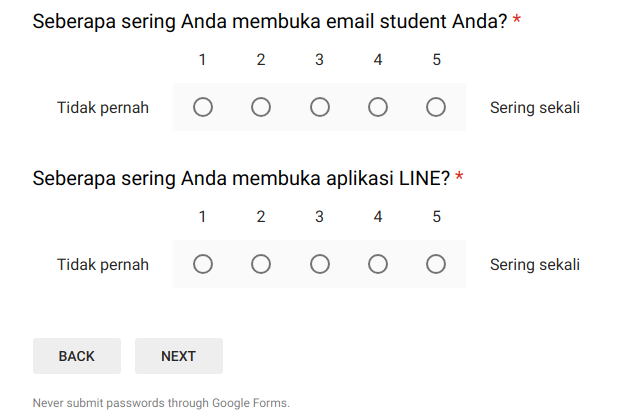 Seberapa sering Anda membuka email student Anda? *
1 2 3 4 5
Tidak pernah Sering sekali
Seberapa sering Anda membuka aplikasi LINE? *
1 2 3 4 5
Tidak pernah Sering sekali
BACK NEXT
Never submit passwords through Google Forms.